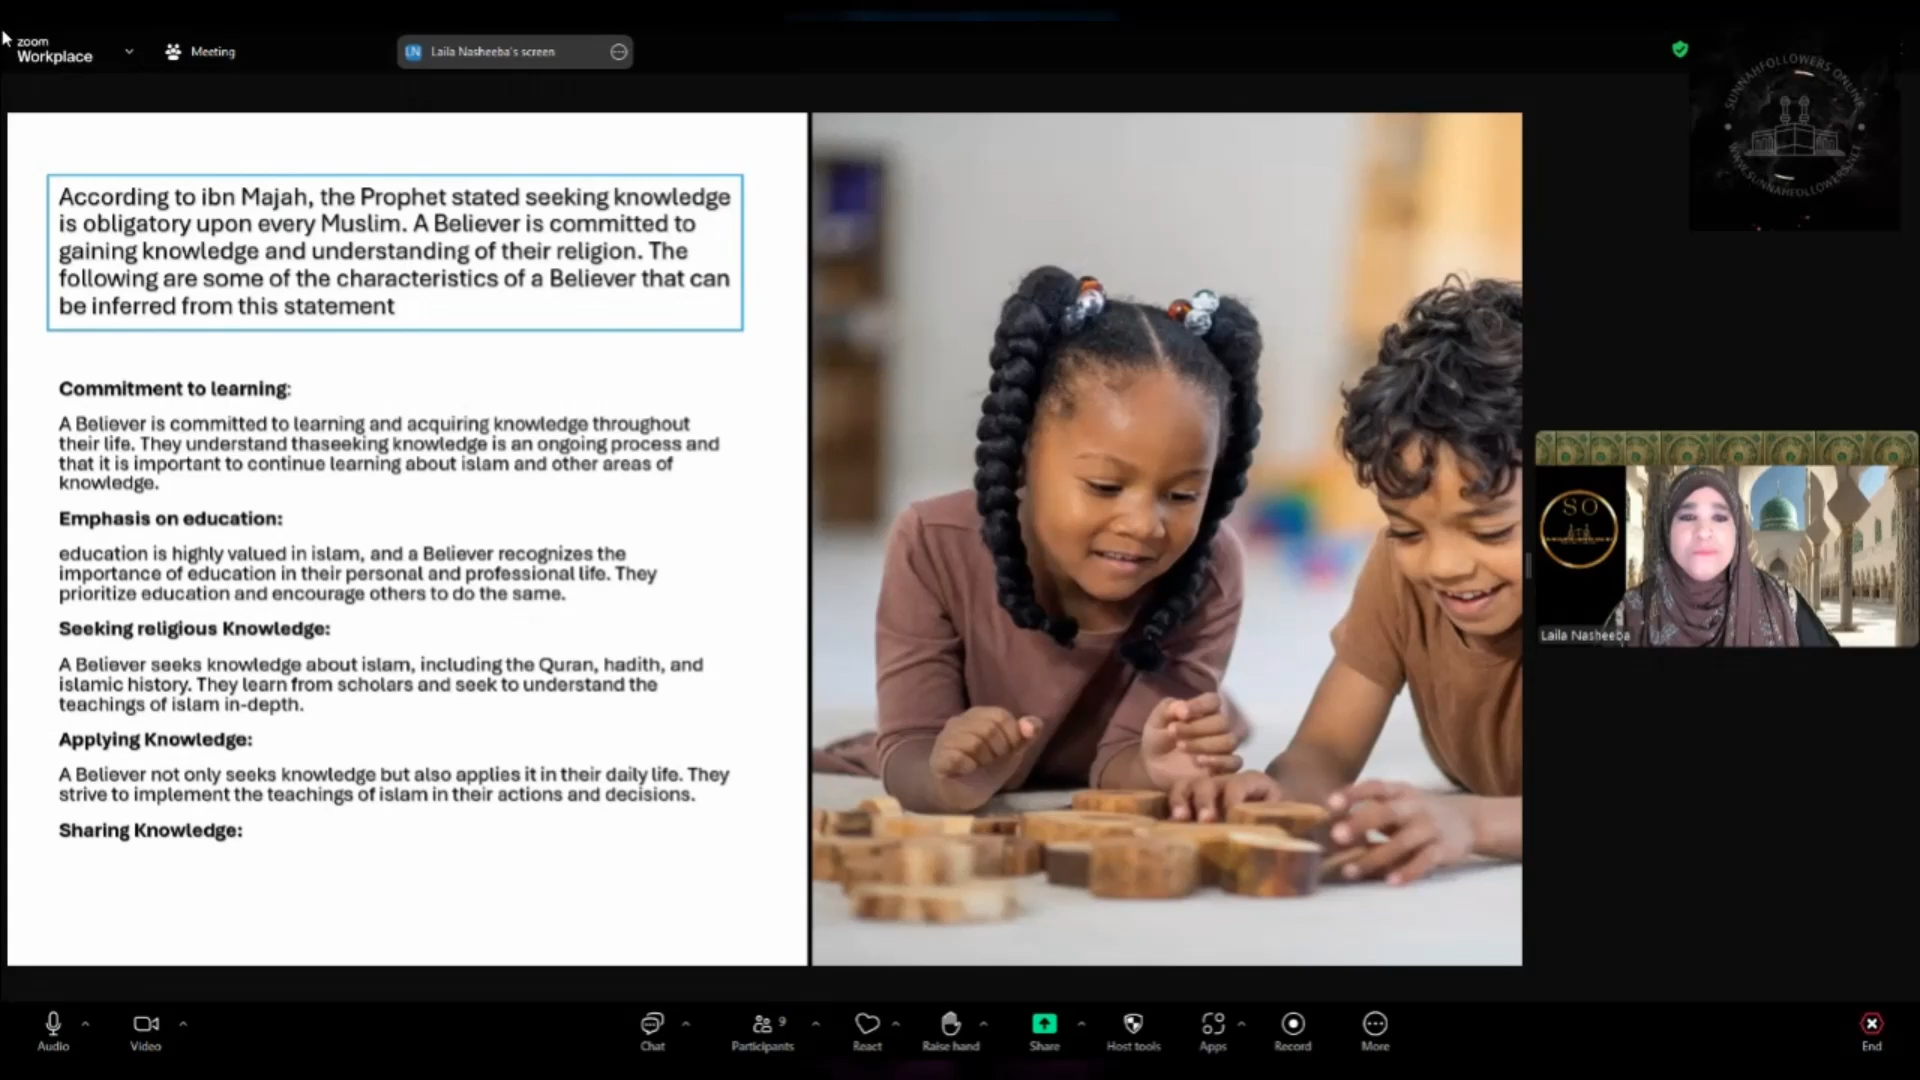 zoom
Workplace
Meeting
LN Laila Nasheeba's screen
SUNNAHFOLLOWERS ONLINE
WWW.SUNNAHFOLLOWERS.NET
According to ibn Majah, the Prophet stated seeking knowledge
is obligatory upon every Muslim. A Believer is committed to
gaining knowledge and understanding of their religion. The
following are some of the characteristics of a Believer that can
be inferred from this statement
Commitment to learning:
A Believer is committed to learning and acquiring knowledge throughout
their life. They understand thaseeking knowledge is an ongoing process and
that it is important to continue learning about islam and other areas of
knowledge.
Emphasis on education:
education is highly valued in islam, and a Believer recognizes the
importance of education in their personal and professional life. They
prioritize education and encourage others to do the same.
Seeking religious Knowledge:
A Believer seeks knowledge about islam, including the Quran, hadith, and
islamic history. They learn from scholars and seek to understand the
teachings of islam in-depth.
Applying Knowledge:
A Believer not only seeks knowledge but also applies it in their daily life. They
strive to implement the teachings of islam in their actions and decisions.
Sharing Knowledge:
SO
Laila Nasheeba
Audio
Video
Chat
9
Participants
React
Raise hand
Share
Host tools
Apps
Record
More
End